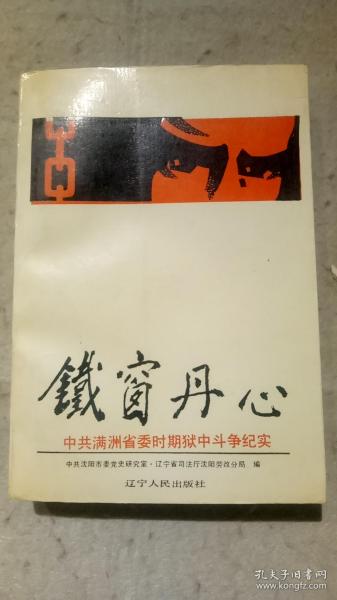 鐵窗丹心
中共满洲省委时期狱中斗争纪实
中共沈阳市委党史研究室·辽宁省司法厅沈阳劳改分局 编
辽宁人民出版社
孔夫子旧书网